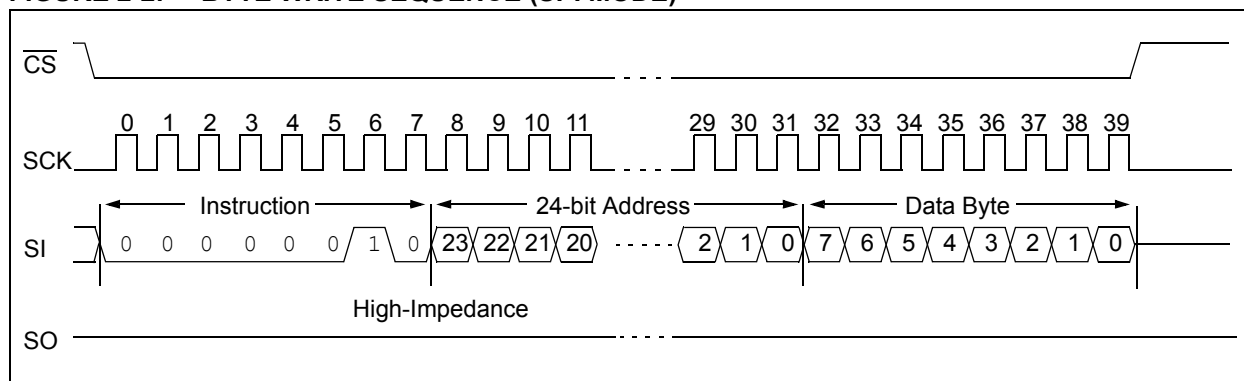 CS
0 1 2 3 4 5 6 7 8 9 10 11 29 30 31 32 33 34 35 36 37 38 39
SCK
Instruction 24-bit Address Data Byte
SI 0 0 0 0 0 0 1 0 23 22 21 20 2 1 0 7 6 5 4 3 2 1 0
High-Impedance
SO